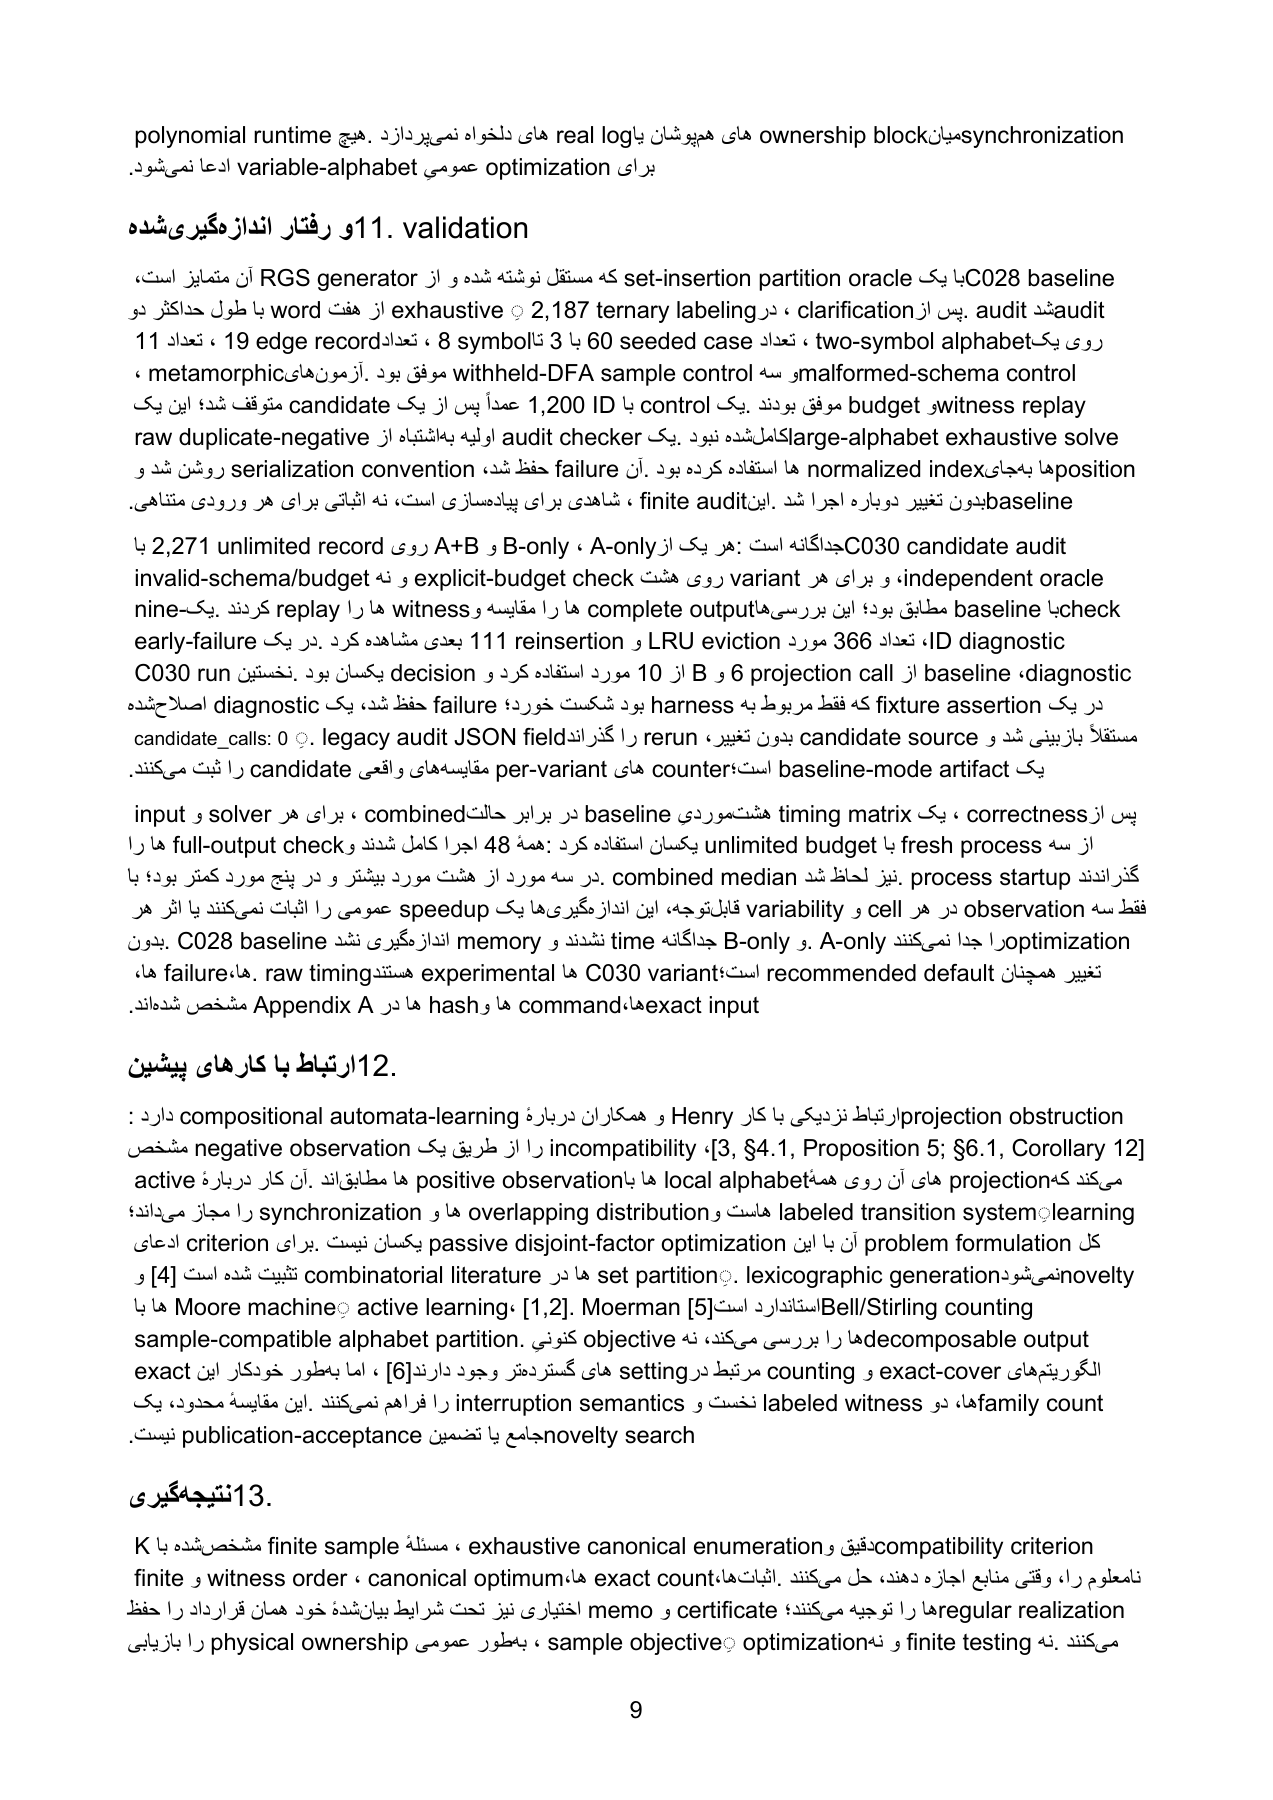 synchronizationمیان ownership blockهای هم‌پوشان یا real logهای دلخواه نمی‌پردازد. هیچ polynomial runtime
برای optimization عمومیِ variable-alphabet ادعا نمی‌شود.
11. validation و رفتار اندازه‌گیری‌شده
C028 baseline با یک set-insertion partition oracle که مستقل نوشته شده و از RGS generator آن متمایز است،
audit شد. پس از audit clarification، در 2,187 ternary labelingِ exhaustive از هفت word با طول حداکثر دو
روی یک two-symbol alphabet، تعداد 60 seeded case با 3 تا 8 symbol، تعداد 19 edge record، تعداد 11
malformed-schema control و سه withheld-DFA sample control موفق بود. آزمون‌های metamorphic،
witness replay و budget موفق بودند. یک control با 1,200 ID عمداً پس از یک candidate متوقف شد؛ این یک
large-alphabet exhaustive solve کامل‌شده نبود. یک audit checker اولیه به‌اشتباه از raw duplicate-negative
positionها به‌جای normalized indexها استفاده کرده بود. آن failure حفظ شد، serialization convention روشن شد و
baseline بدون تغییر دوباره اجرا شد. این finite audit، شاهدی برای پیاده‌سازی است، نه اثباتی برای هر ورودی متناهی.
C030 candidate audit جداگانه است: هر یک از A-only، B-only و A+B روی 2,271 unlimited record با
independent oracle، و برای هر variant روی هشت explicit-budget check و نه invalid-schema/budget
check با baseline مطابق بود؛ این بررسی‌ها complete outputها را مقایسه و witnessها را replay کردند. یک nine-
ID diagnostic، تعداد 366 مورد LRU eviction و 111 reinsertion بعدی مشاهده کرد. در یک early-failure
diagnostic، baseline از 6 projection call و B از 10 مورد استفاده کرد و decision یکسان بود. نخستین C030 run
در یک fixture assertion که فقط مربوط به harness بود شکست خورد؛ failure حفظ شد، یک diagnostic اصلاح‌شده
مستقلاً بازبینی شد و candidate source بدون تغییر، rerun را گذراند. legacy audit JSON fieldِ candidate_calls: 0
یک baseline-mode artifact است؛ counterهای per-variant مقایسه‌های واقعی candidate را ثبت می‌کنند.
پس از correctness، یک timing matrix هشت‌موردیِ baseline در برابر حالت combined، برای هر solver و input
از سه fresh process با unlimited budget یکسان استفاده کرد: همهٔ 48 اجرا کامل شدند و full-output checkها را
گذراندند. process startup نیز لحاظ شد. combined median در سه مورد از هشت مورد بیشتر و در پنج مورد کمتر بود؛ با
فقط سه observation در هر cell و variability قابل‌توجه، این اندازه‌گیری‌ها یک speedup عمومی را اثبات نمی‌کنند یا اثر هر
optimization را جدا نمی‌کنند. A-only و B-only جداگانه time نشدند و memory اندازه‌گیری نشد. C028 baseline بدون
تغییر همچنان recommended default است؛ C030 variantها experimental هستند. raw timingها، failureها،
exact inputها، commandها و hashها در Appendix A مشخص شده‌اند.
12. ارتباط با کارهای پیشین
projection obstruction ارتباط نزدیکی با کار Henry و همکاران دربارهٔ compositional automata-learning دارد:
[3, §4.1, Proposition 5; §6.1, Corollary 12]، incompatibility را از طریق یک negative observation مشخص
می‌کند که projectionهای آن روی همهٔ local alphabetها با positive observationها مطابق‌اند. آن کار دربارهٔ active
learningِ labeled transition systemهاست و overlapping distributionها و synchronization را مجاز می‌داند؛
کل problem formulation آن با این passive disjoint-factor optimization یکسان نیست. برای criterion ادعای
novelty نمی‌شود. lexicographic generationِ set partitionها در combinatorial literature تثبیت شده است [4] و
Bell/Stirling counting استاندارد است [1,2]. Moerman [5]، active learningِ Moore machineها با
decomposable output را بررسی می‌کند، نه objective کنونیِ sample-compatible alphabet partition.
الگوریتم‌های exact-cover و counting مرتبط در settingهای گسترده‌تر وجود دارند [6]، اما به‌طور خودکار این exact
family countها، دو labeled witness نخست و interruption semantics را فراهم نمی‌کنند. این مقایسهٔ محدود، یک
novelty search جامع یا تضمین publication-acceptance نیست.
13. نتیجه‌گیری
compatibility criterion دقیق و exhaustive canonical enumeration، مسئلهٔ finite sample مشخص‌شده با K
نامعلوم را، وقتی منابع اجازه دهند، حل می‌کنند. اثبات‌ها، exact countها، canonical optimum، witness order و finite
regular realizationها را توجیه می‌کنند؛ certificate و memo اختیاری نیز تحت شرایط بیان‌شدهٔ خود همان قرارداد را حفظ
می‌کنند. نه finite testing و نه optimizationِ sample objective، به‌طور عمومی physical ownership را بازیابی
9